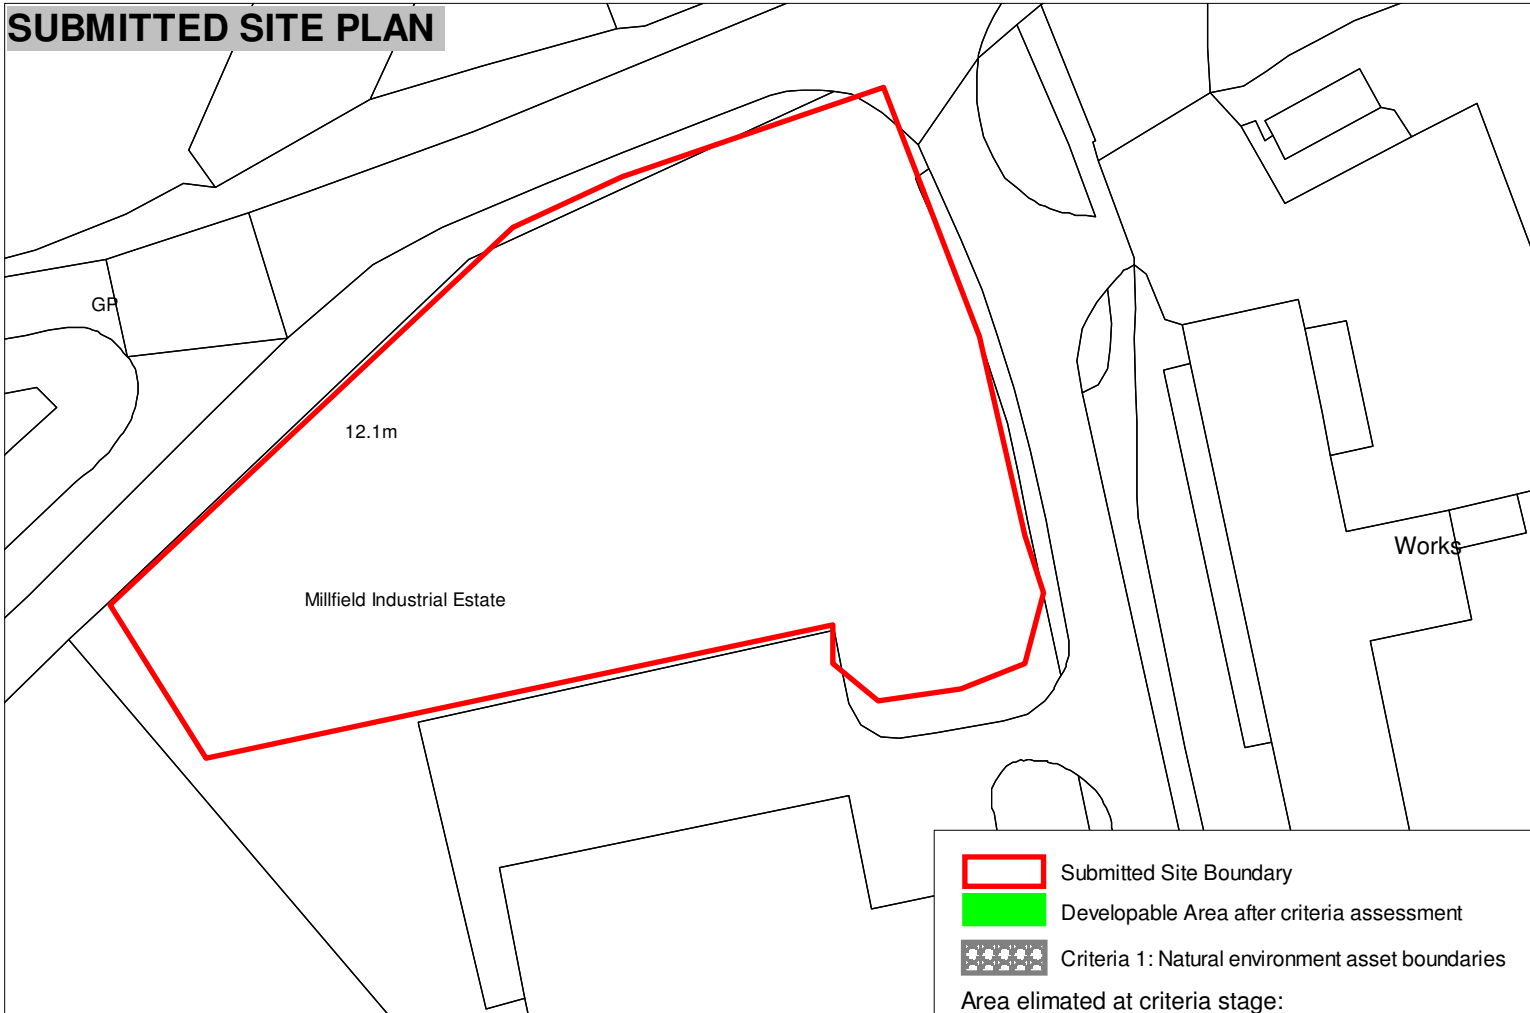 SUBMITTED SITE PLAN
GP
12.1m
Works
Millfield Industrial Estate
Submitted Site Boundary
Developable Area after criteria assessment
Criteria 1: Natural environment asset boundaries
Area elimated at criteria stage: